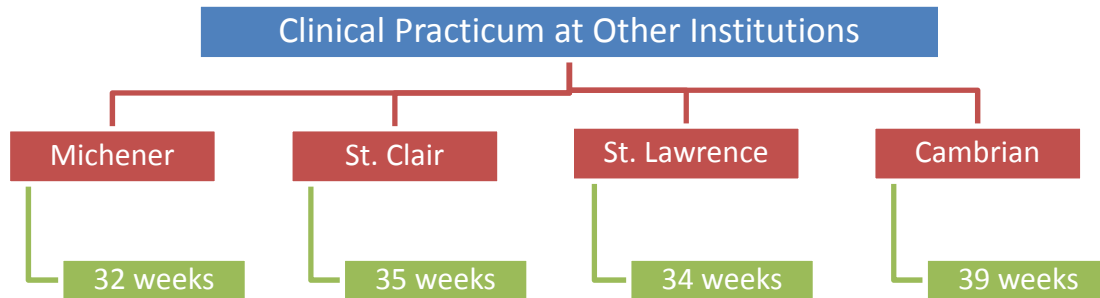 Clinical Practicum at Other Institutions
Michener
St. Clair
St. Lawrence
Cambrian
32 weeks
35 weeks
34 weeks
39 weeks